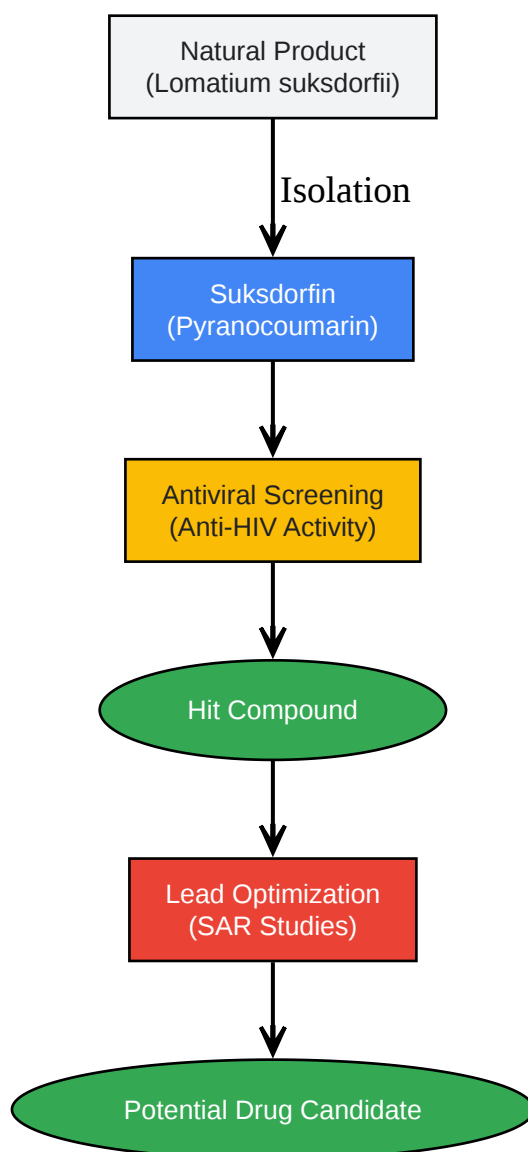 Natural Product
(Lomatium suksdorfii)
Isolation
Suksdorfin
(Pyranocoumarin)
Antiviral Screening
(Anti-HIV Activity)
Hit Compound
Lead Optimization
(SAR Studies)
Potential Drug Candidate